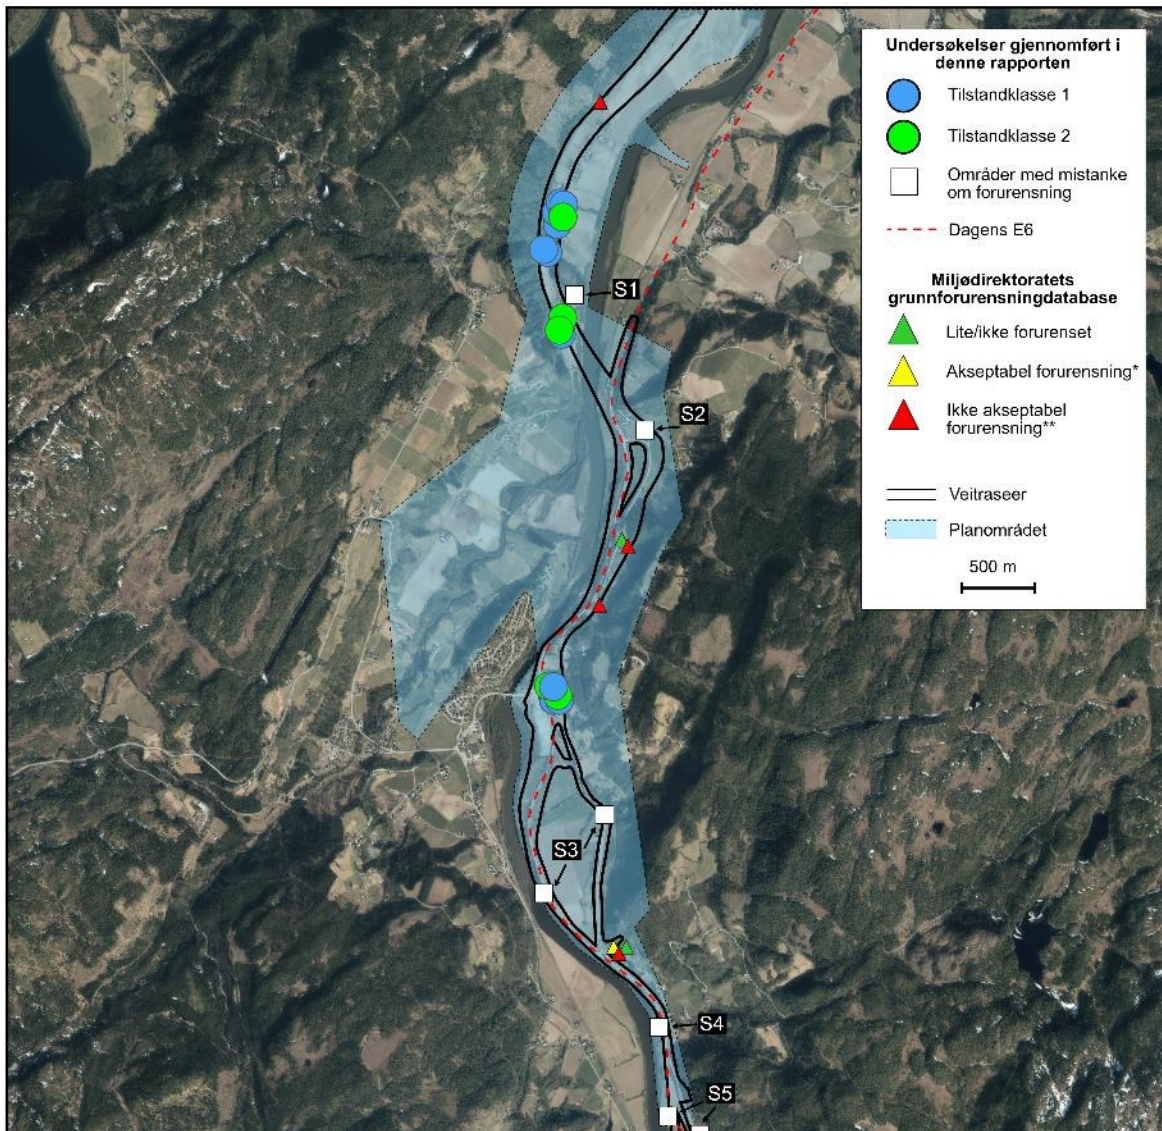 Undersøkelser gjennomført i
denne rapporten
Tilstandklasse 1
Tilstandklasse 2
Områder med mistanke
om forurensning
Dagens E6
Miljødirektoratets
grunnforurensningdatabase
Lite/ikke forurenset
Akseptabel forurensning*
Ikke akseptabel
forurensning**
Veitraseer
Planområdet
500 m
S1
S2
S3
S4
S5